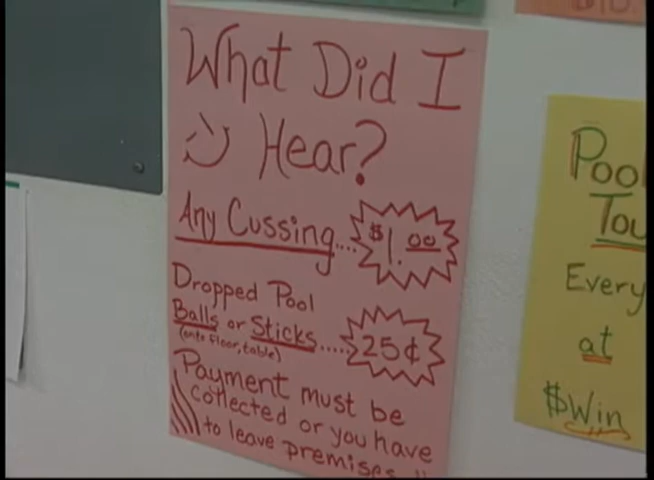 What Did I
Hear?
Any Cussing.... $1.00
Dropped Pool
Balls or Sticks..... 25¢
(onto floor, table)
Payment must be
collected or you have
to leave premises
Pool
Tou
Every
at
$Win